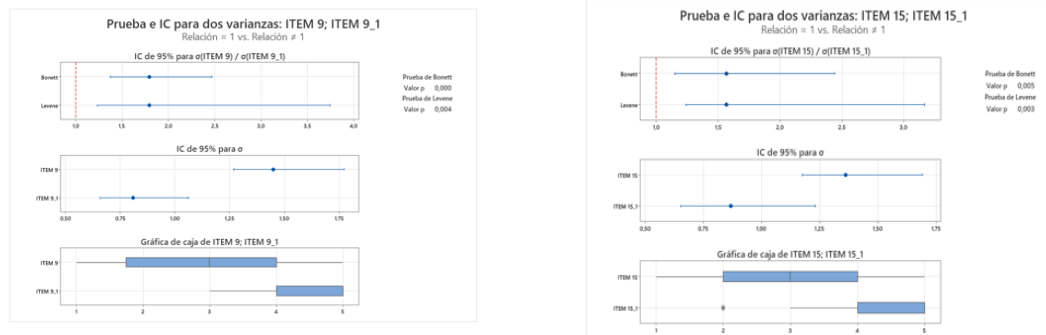 Prueba e IC para dos varianzas: ITEM 9; ITEM 9_1
Relación = 1 vs. Relación ≠ 1
IC de 95% para σ(ITEM 9) / σ(ITEM 9_1)
Bonett
Levene
1,0 1,5 2,0 2,5 3,0 3,5 4,0
Prueba de Bonett
Valor p 0,000
Prueba de Levene
Valor p 0,004
IC de 95% para σ
ITEM 9
ITEM 9_1
0,50 0,75 1,00 1,25 1,50 1,75
Gráfica de caja de ITEM 9; ITEM 9_1
ITEM 9
ITEM 9_1
1 2 3 4 5
Prueba e IC para dos varianzas: ITEM 15; ITEM 15_1
Relación = 1 vs. Relación ≠ 1
IC de 95% para σ(ITEM 15) / σ(ITEM 15_1)
Bonett
Levene
1,0 1,5 2,0 2,5 3,0
Prueba de Bonett
Valor p 0,005
Prueba de Levene
Valor p 0,003
IC de 95% para σ
ITEM 15
ITEM 15_1
0,50 0,75 1,00 1,25 1,50 1,75
Gráfica de caja de ITEM 15; ITEM 15_1
ITEM 15
ITEM 15_1
1 2 3 4 5